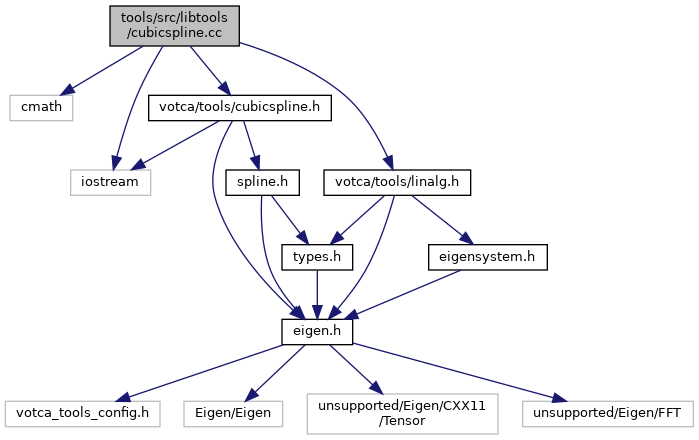 tools/src/libtools
/cubicspline.cc
cmath
votca/tools/cubicspline.h
iostream
spline.h
votca/tools/linalg.h
types.h
eigensystem.h
eigen.h
votca_tools_config.h
Eigen/Eigen
unsupported/Eigen/CXX11
/Tensor
unsupported/Eigen/FFT